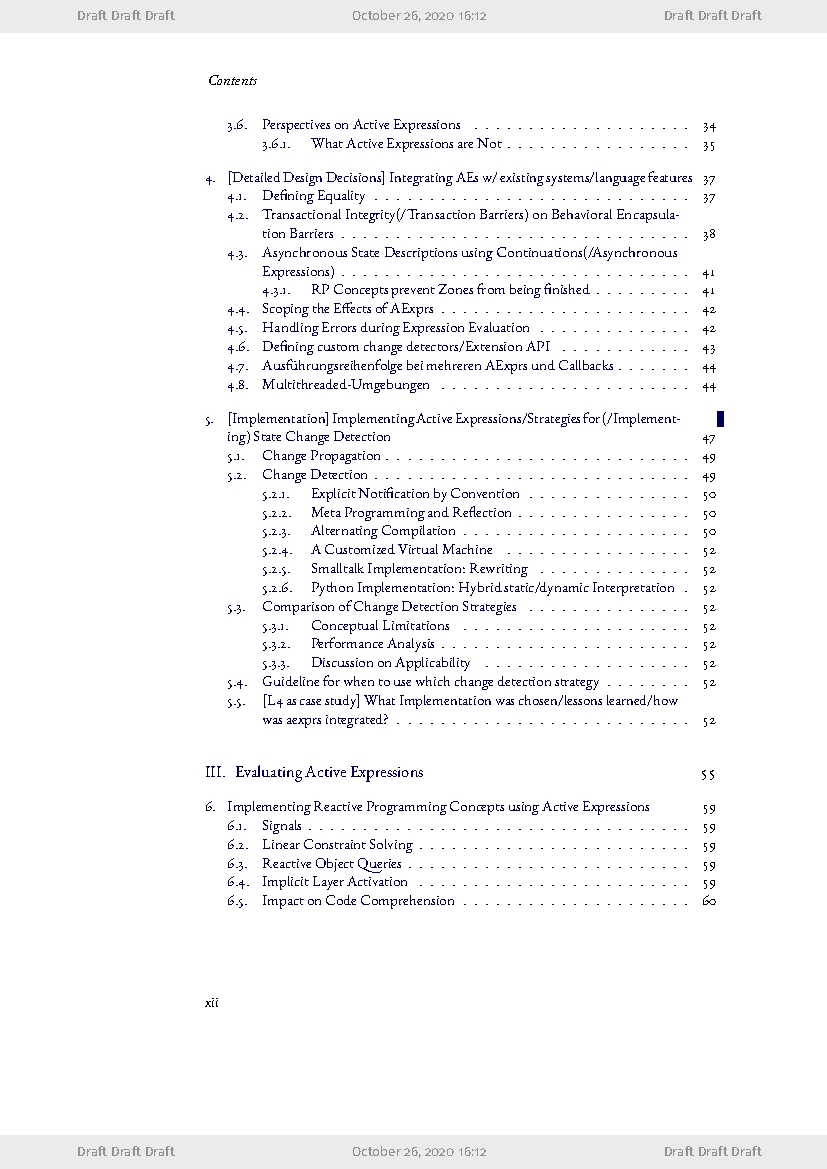 Draft Draft Draft October 26, 2020 16:12 Draft Draft Draft
Contents
3.6. Perspectives on Active Expressions . . . . . . . . . . . . . . . . . . . . 34
3.6.1. What Active Expressions are Not . . . . . . . . . . . . . . . . . 35
4. [Detailed Design Decisions] Integrating AEs w/ existing systems/language features 37
4.1. Defining Equality . . . . . . . . . . . . . . . . . . . . . . . . . . . . . 37
4.2. Transactional Integrity(/Transaction Barriers) on Behavioral Encapsula-
tion Barriers . . . . . . . . . . . . . . . . . . . . . . . . . . . . . . . . 38
4.3. Asynchronous State Descriptions using Continuations(/Asynchronous
Expressions) . . . . . . . . . . . . . . . . . . . . . . . . . . . . . . . . 41
4.3.1. RP Concepts prevent Zones from being finished . . . . . . . . . 41
4.4. Scoping the Effects of AExprs . . . . . . . . . . . . . . . . . . . . . . . 42
4.5. Handling Errors during Expression Evaluation . . . . . . . . . . . . . . 42
4.6. Defining custom change detectors/Extension API . . . . . . . . . . . . 43
4.7. Ausführungsreihenfolge bei mehreren AExprs und Callbacks . . . . . . . 44
4.8. Multithreaded-Umgebungen . . . . . . . . . . . . . . . . . . . . . . . 44
5. [Implementation] Implementing Active Expressions/Strategies for (/Implement-
ing) State Change Detection 47
5.1. Change Propagation . . . . . . . . . . . . . . . . . . . . . . . . . . . . 49
5.2. Change Detection . . . . . . . . . . . . . . . . . . . . . . . . . . . . . 49
5.2.1. Explicit Notification by Convention . . . . . . . . . . . . . . . 50
5.2.2. Meta Programming and Reflection . . . . . . . . . . . . . . . . 50
5.2.3. Alternating Compilation . . . . . . . . . . . . . . . . . . . . . 50
5.2.4. A Customized Virtual Machine . . . . . . . . . . . . . . . . . 52
5.2.5. Smalltalk Implementation: Rewriting . . . . . . . . . . . . . . 52
5.2.6. Python Implementation: Hybrid static/dynamic Interpretation . 52
5.3. Comparison of Change Detection Strategies . . . . . . . . . . . . . . . 52
5.3.1. Conceptual Limitations . . . . . . . . . . . . . . . . . . . . . 52
5.3.2. Performance Analysis . . . . . . . . . . . . . . . . . . . . . . . 52
5.3.3. Discussion on Applicability . . . . . . . . . . . . . . . . . . . 52
5.4. Guideline for when to use which change detection strategy . . . . . . . . 52
5.5. [L4 as case study] What Implementation was chosen/lessons learned/how
was aexprs integrated? . . . . . . . . . . . . . . . . . . . . . . . . . . . 52
III. Evaluating Active Expressions 55
6. Implementing Reactive Programming Concepts using Active Expressions 59
6.1. Signals . . . . . . . . . . . . . . . . . . . . . . . . . . . . . . . . . . . 59
6.2. Linear Constraint Solving . . . . . . . . . . . . . . . . . . . . . . . . . 59
6.3. Reactive Object Queries . . . . . . . . . . . . . . . . . . . . . . . . . . 59
6.4. Implicit Layer Activation . . . . . . . . . . . . . . . . . . . . . . . . . 59
6.5. Impact on Code Comprehension . . . . . . . . . . . . . . . . . . . . . 60
xii
Draft Draft Draft October 26, 2020 16:12 Draft Draft Draft